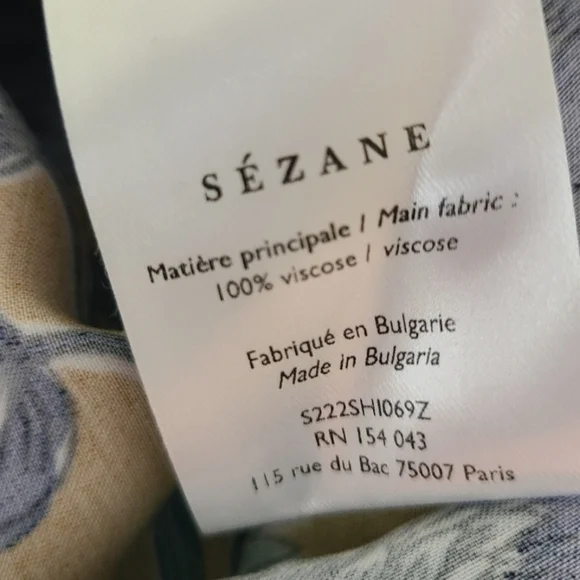 SÉZANE
Matière principale / Main fabric :
100% viscose / viscose
Fabriqué en Bulgarie
Made in Bulgaria
S222SH1069Z
RN 154 043
115 rue du Bac 75007 Paris